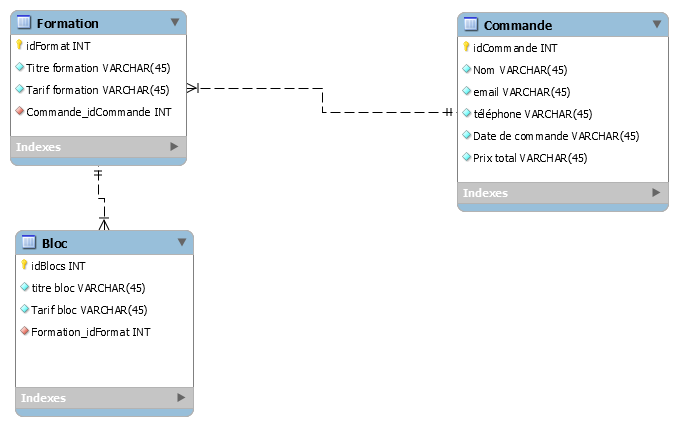 Formation
idFormat INT
Titre formation VARCHAR(45)
Tarif formation VARCHAR(45)
Commande_idCommande INT
Indexes
Commande
idCommande INT
Nom VARCHAR(45)
email VARCHAR(45)
téléphone VARCHAR(45)
Date de commande VARCHAR(45)
Prix total VARCHAR(45)
Indexes
Bloc
idBlocs INT
titre bloc VARCHAR(45)
Tarif bloc VARCHAR(45)
Formation_idFormat INT
Indexes